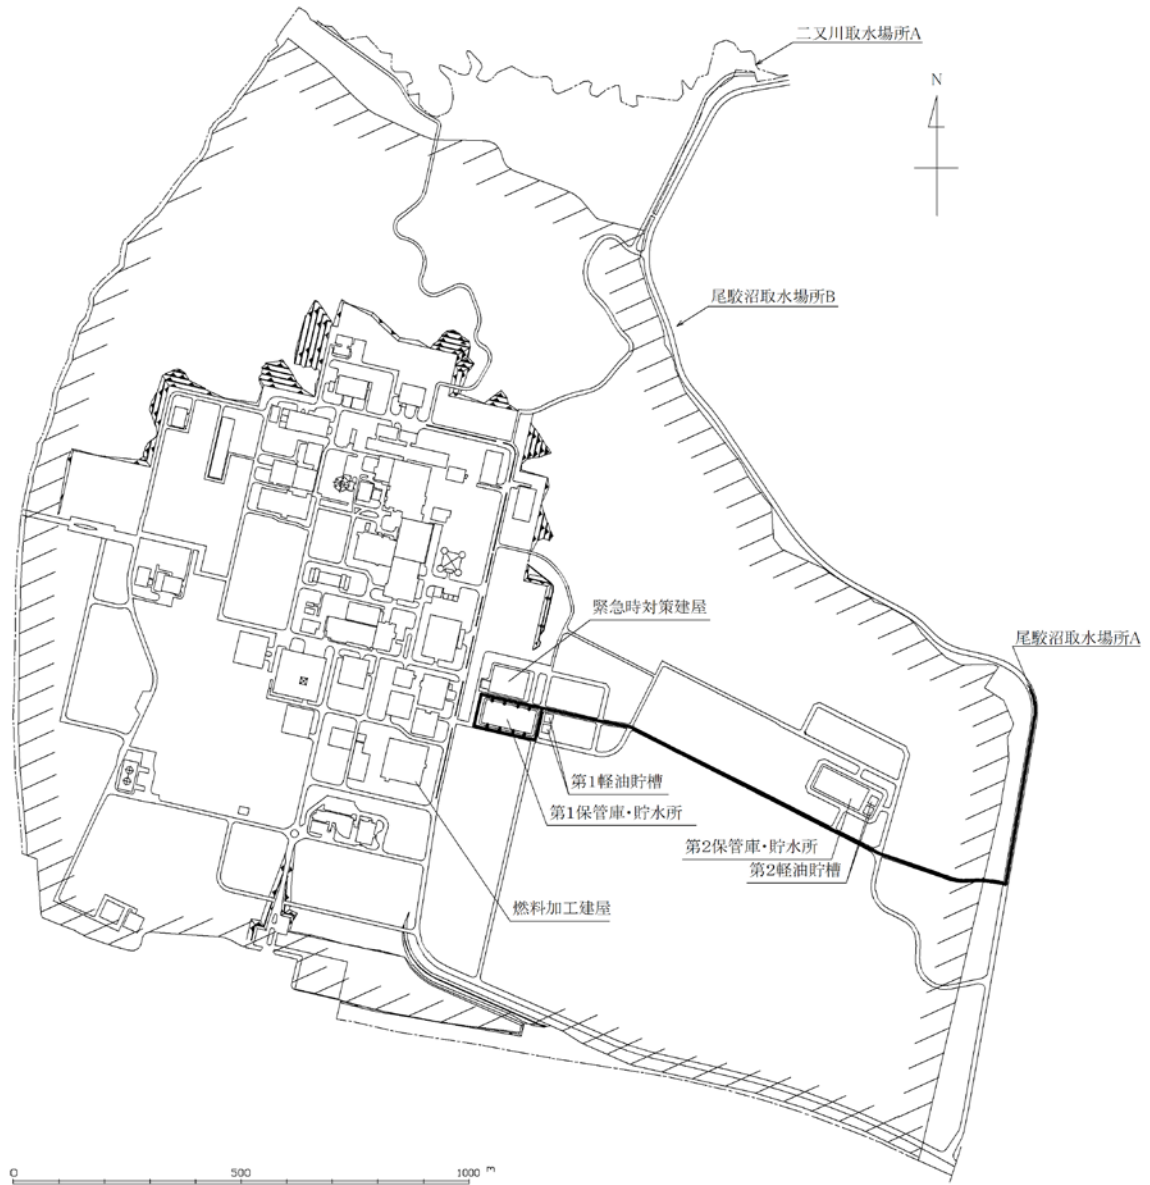 二又川取水場所A
N
尾駮沼取水場所B
緊急時対策建屋
尾駮沼取水場所A
第1軽油貯槽
第1保管庫・貯水所
第2保管庫・貯水所
第2軽油貯槽
燃料加工建屋
0 500 1000 m